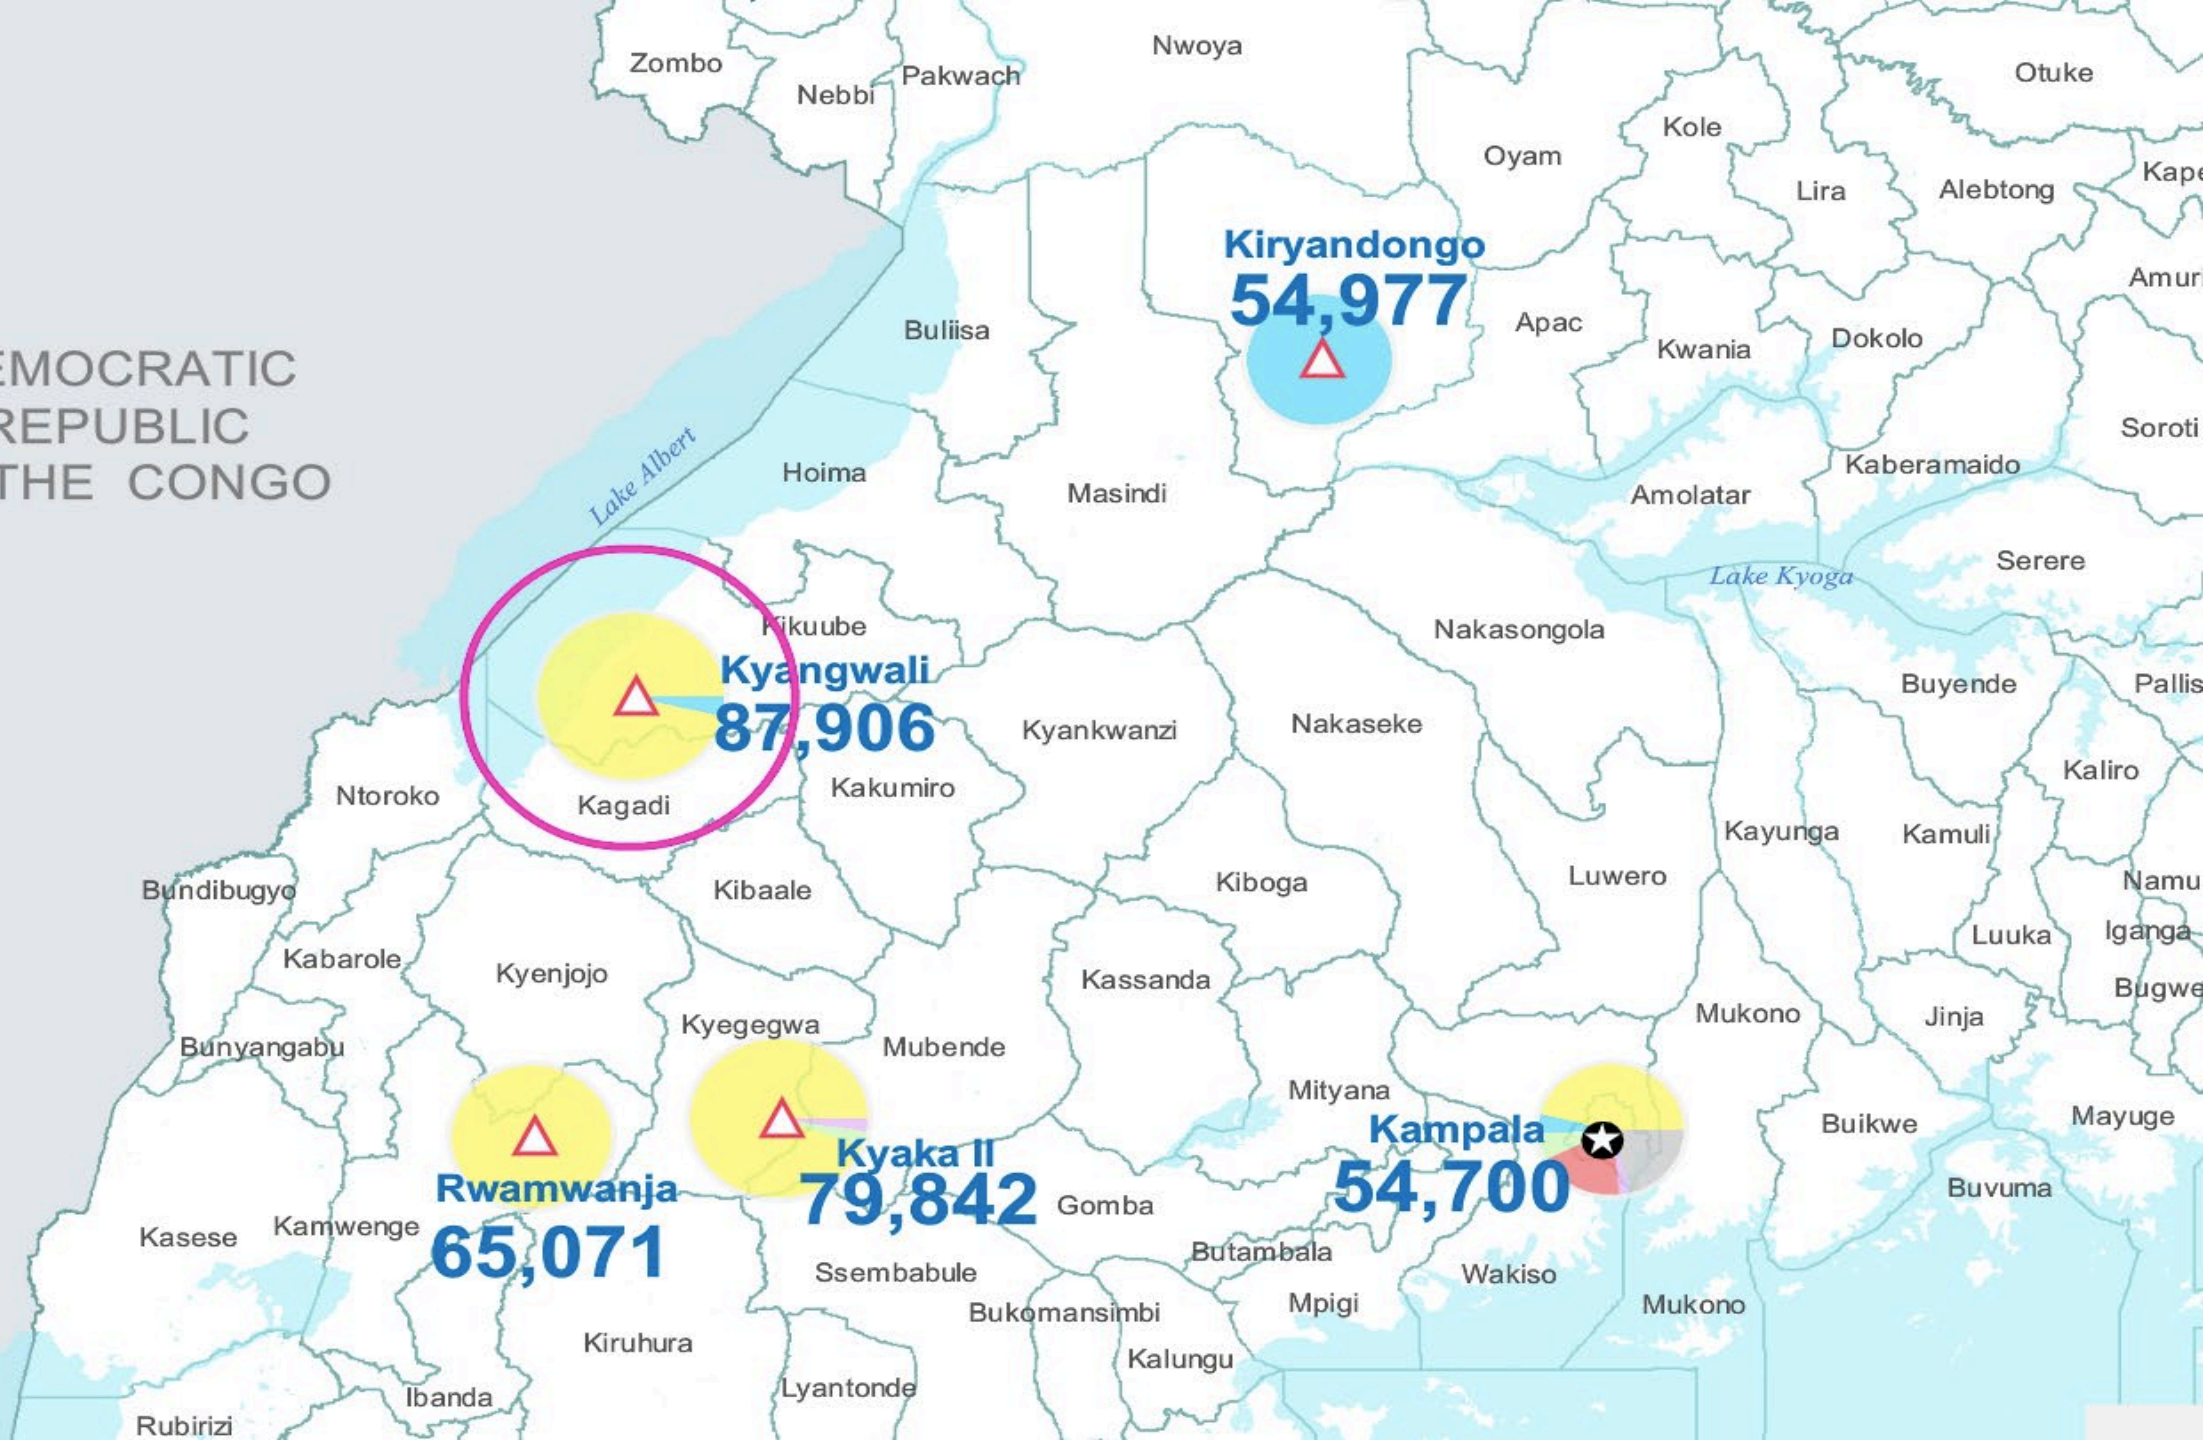 Zombo
Nebbi
Pakwach
Nwoya
Otuke
Kole
Oyam
Lira
Alebtong
Kiryandongo
54,977
Buliisa
Apac
Kwania
Dokolo
Soroti
EMOCRATIC
REPUBLIC
THE CONGO
Lake Albert
Hoima
Masindi
Amolatar
Kaberamaido
Serere
Lake Kyoga
Kikuube
Nakasongola
Kyangwali
87,906
Buyende
Pallis
Kyankwanzi
Nakaseke
Kaliro
Ntoroko
Kagadi
Kakumiro
Kayunga
Kamuli
Bundibugyo
Kibaale
Kiboga
Luwero
Namu
Iganga
Luuka
Kabarole
Kyenjojo
Kassanda
Bugwe
Mukono
Jinja
Kyegegwa
Bunyangabu
Mubende
Mityana
Kampala
54,700
Buikwe
Mayuge
Kyaka II
79,842
Rwamwanja
65,071
Buvuma
Gomba
Kasese
Kamwenge
Butambala
Wakiso
Ssembabule
Bukomansimbi
Mpigi
Mukono
Kiruhura
Kalungu
Lyantonde
Ibanda
Rubirizi